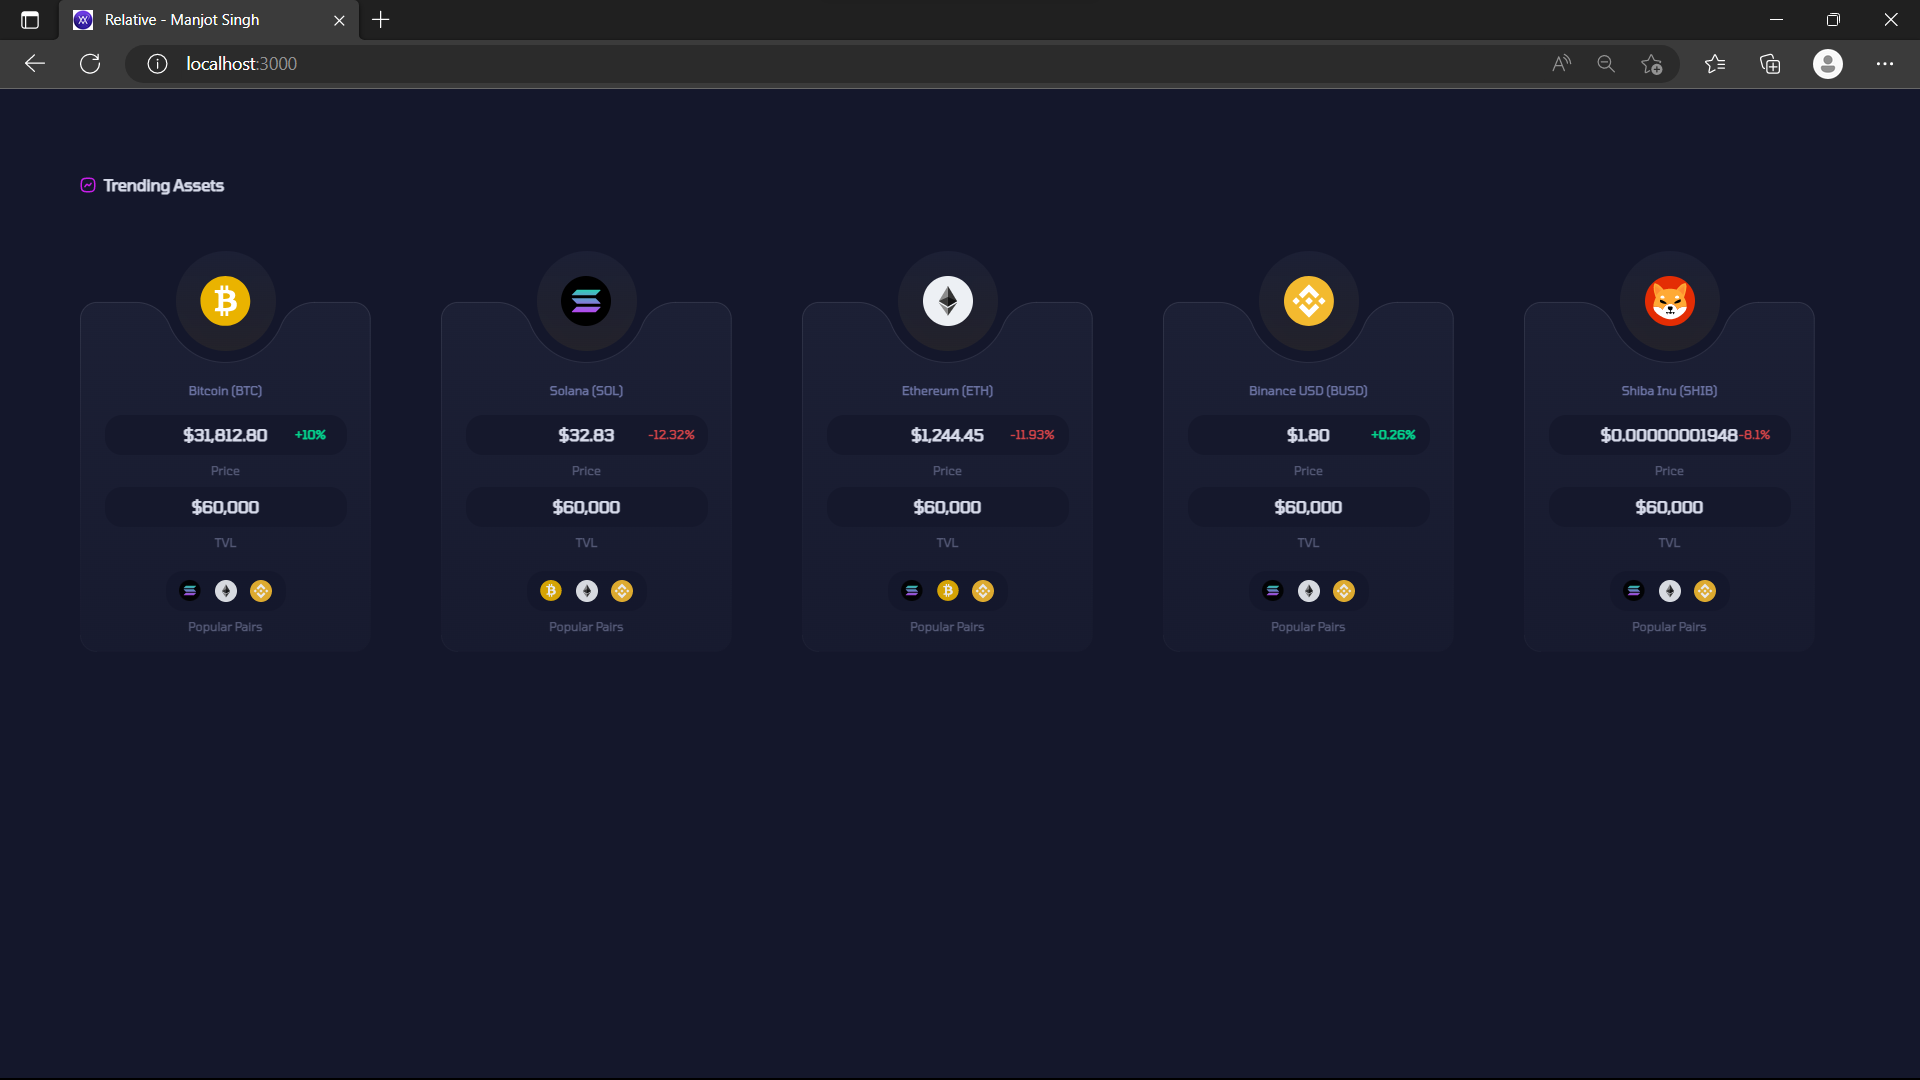 Relative - Manjot Singh
localhost:3000
Trending Assets
Bitcoin (BTC)
$31,812.80 +10%
Price
$60,000
TVL
Popular Pairs
Solana (SOL)
$32.83 -12.32%
Price
$60,000
TVL
Popular Pairs
Ethereum (ETH)
$1,244.45 -11.93%
Price
$60,000
TVL
Popular Pairs
Binance USD (BUSD)
$1.80 +0.26%
Price
$60,000
TVL
Popular Pairs
Shiba Inu (SHIB)
$0.00000001948 -8.1%
Price
$60,000
TVL
Popular Pairs